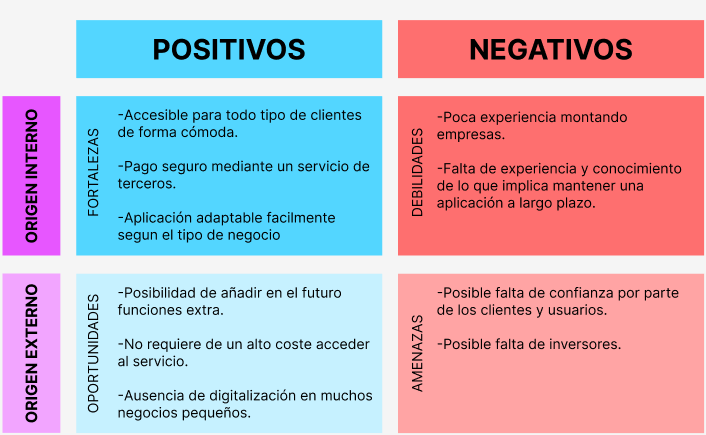 POSITIVOS
NEGATIVOS
ORIGEN INTERNO
FORTALEZAS
-Accesible para todo tipo de clientes
de forma cómoda.
-Pago seguro mediante un servicio de
terceros.
-Aplicación adaptable facilmente
segun el tipo de negocio
DEBILIDADES
-Poca experiencia montando
empresas.
-Falta de experiencia y conocimiento
de lo que implica mantener una
aplicación a largo plazo.
ORIGEN EXTERNO
OPORTUNIDADES
-Posibilidad de añadir en el futuro
funciones extra.
-No requiere de un alto coste acceder
al servicio.
-Ausencia de digitalización en muchos
negocios pequeños.
AMENAZAS
-Posible falta de confianza por parte
de los clientes y usuarios.
-Posible falta de inversores.